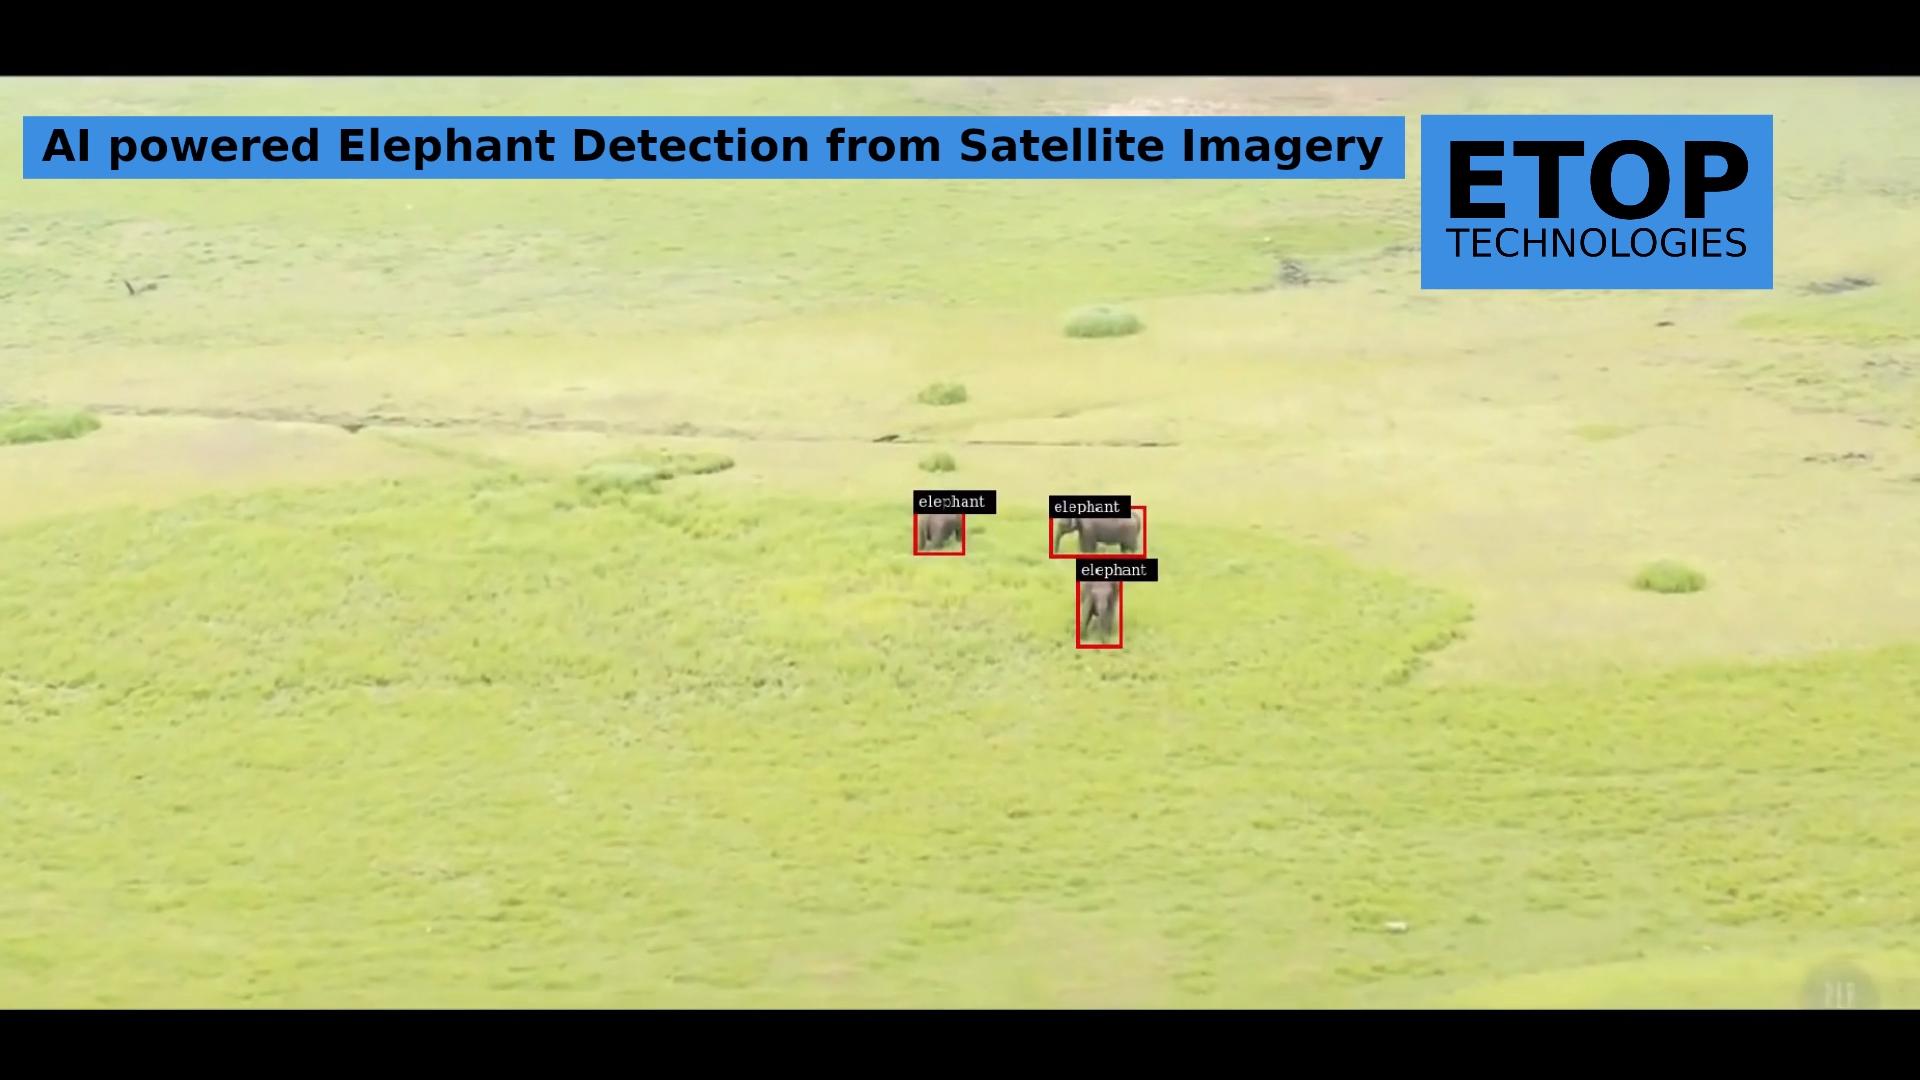 AI powered Elephant Detection from Satellite Imagery
ETOP
TECHNOLOGIES
elephant
elephant
elephant